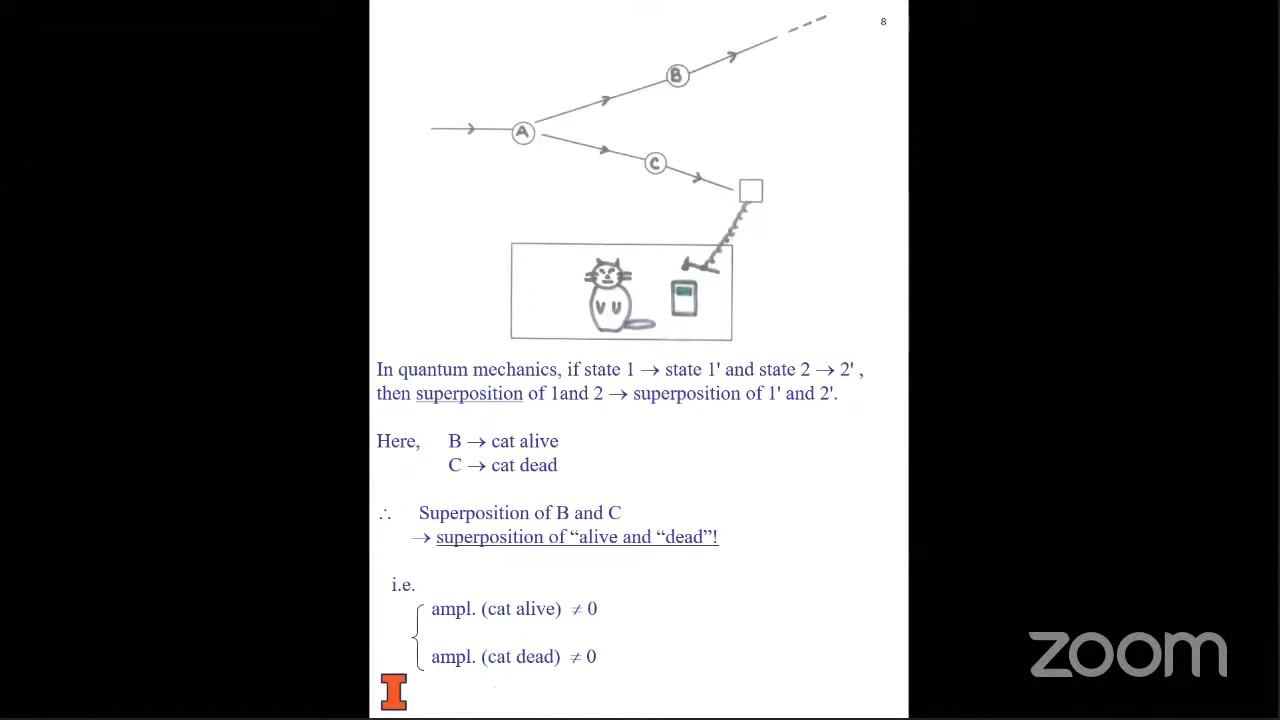 8
B
A
C
In quantum mechanics, if state 1 → state 1' and state 2 → 2' ,
then superposition of 1and 2 → superposition of 1' and 2'.
Here, B → cat alive
C → cat dead
∴ Superposition of B and C
→ superposition of “alive and “dead”!
i.e.
ampl. (cat alive) ≠ 0
ampl. (cat dead) ≠ 0
I
zoom